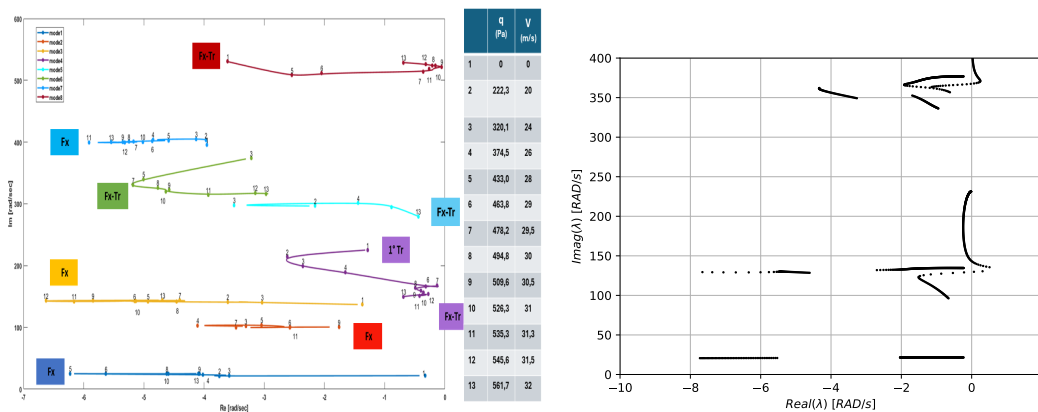 600
500
400
300
200
100
0
Im [rad/sec]
mode1
mode2
mode3
mode4
mode5
mode6
mode7
mode8
Fx-Tr
Fx
Fx-Tr
Fx-Tr
1° Tr
Fx
Fx-Tr
Fx
Fx
-7 -6 -5 -4 -3 -2 -1 0
Re [rad/sec]
q (Pa) V (m/s)
1 0 0
2 222,3 20
3 320,1 24
4 374,5 26
5 433,0 28
6 463,8 29
7 478,2 29,5
8 494,8 30
9 509,6 30,5
10 526,3 31
11 535,3 31,3
12 545,6 31,5
13 561,7 32
400
350
300
250
200
150
100
50
0
Imag(λ) [RAD/s]
−10 −8 −6 −4 −2 0
Real(λ) [RAD/s]